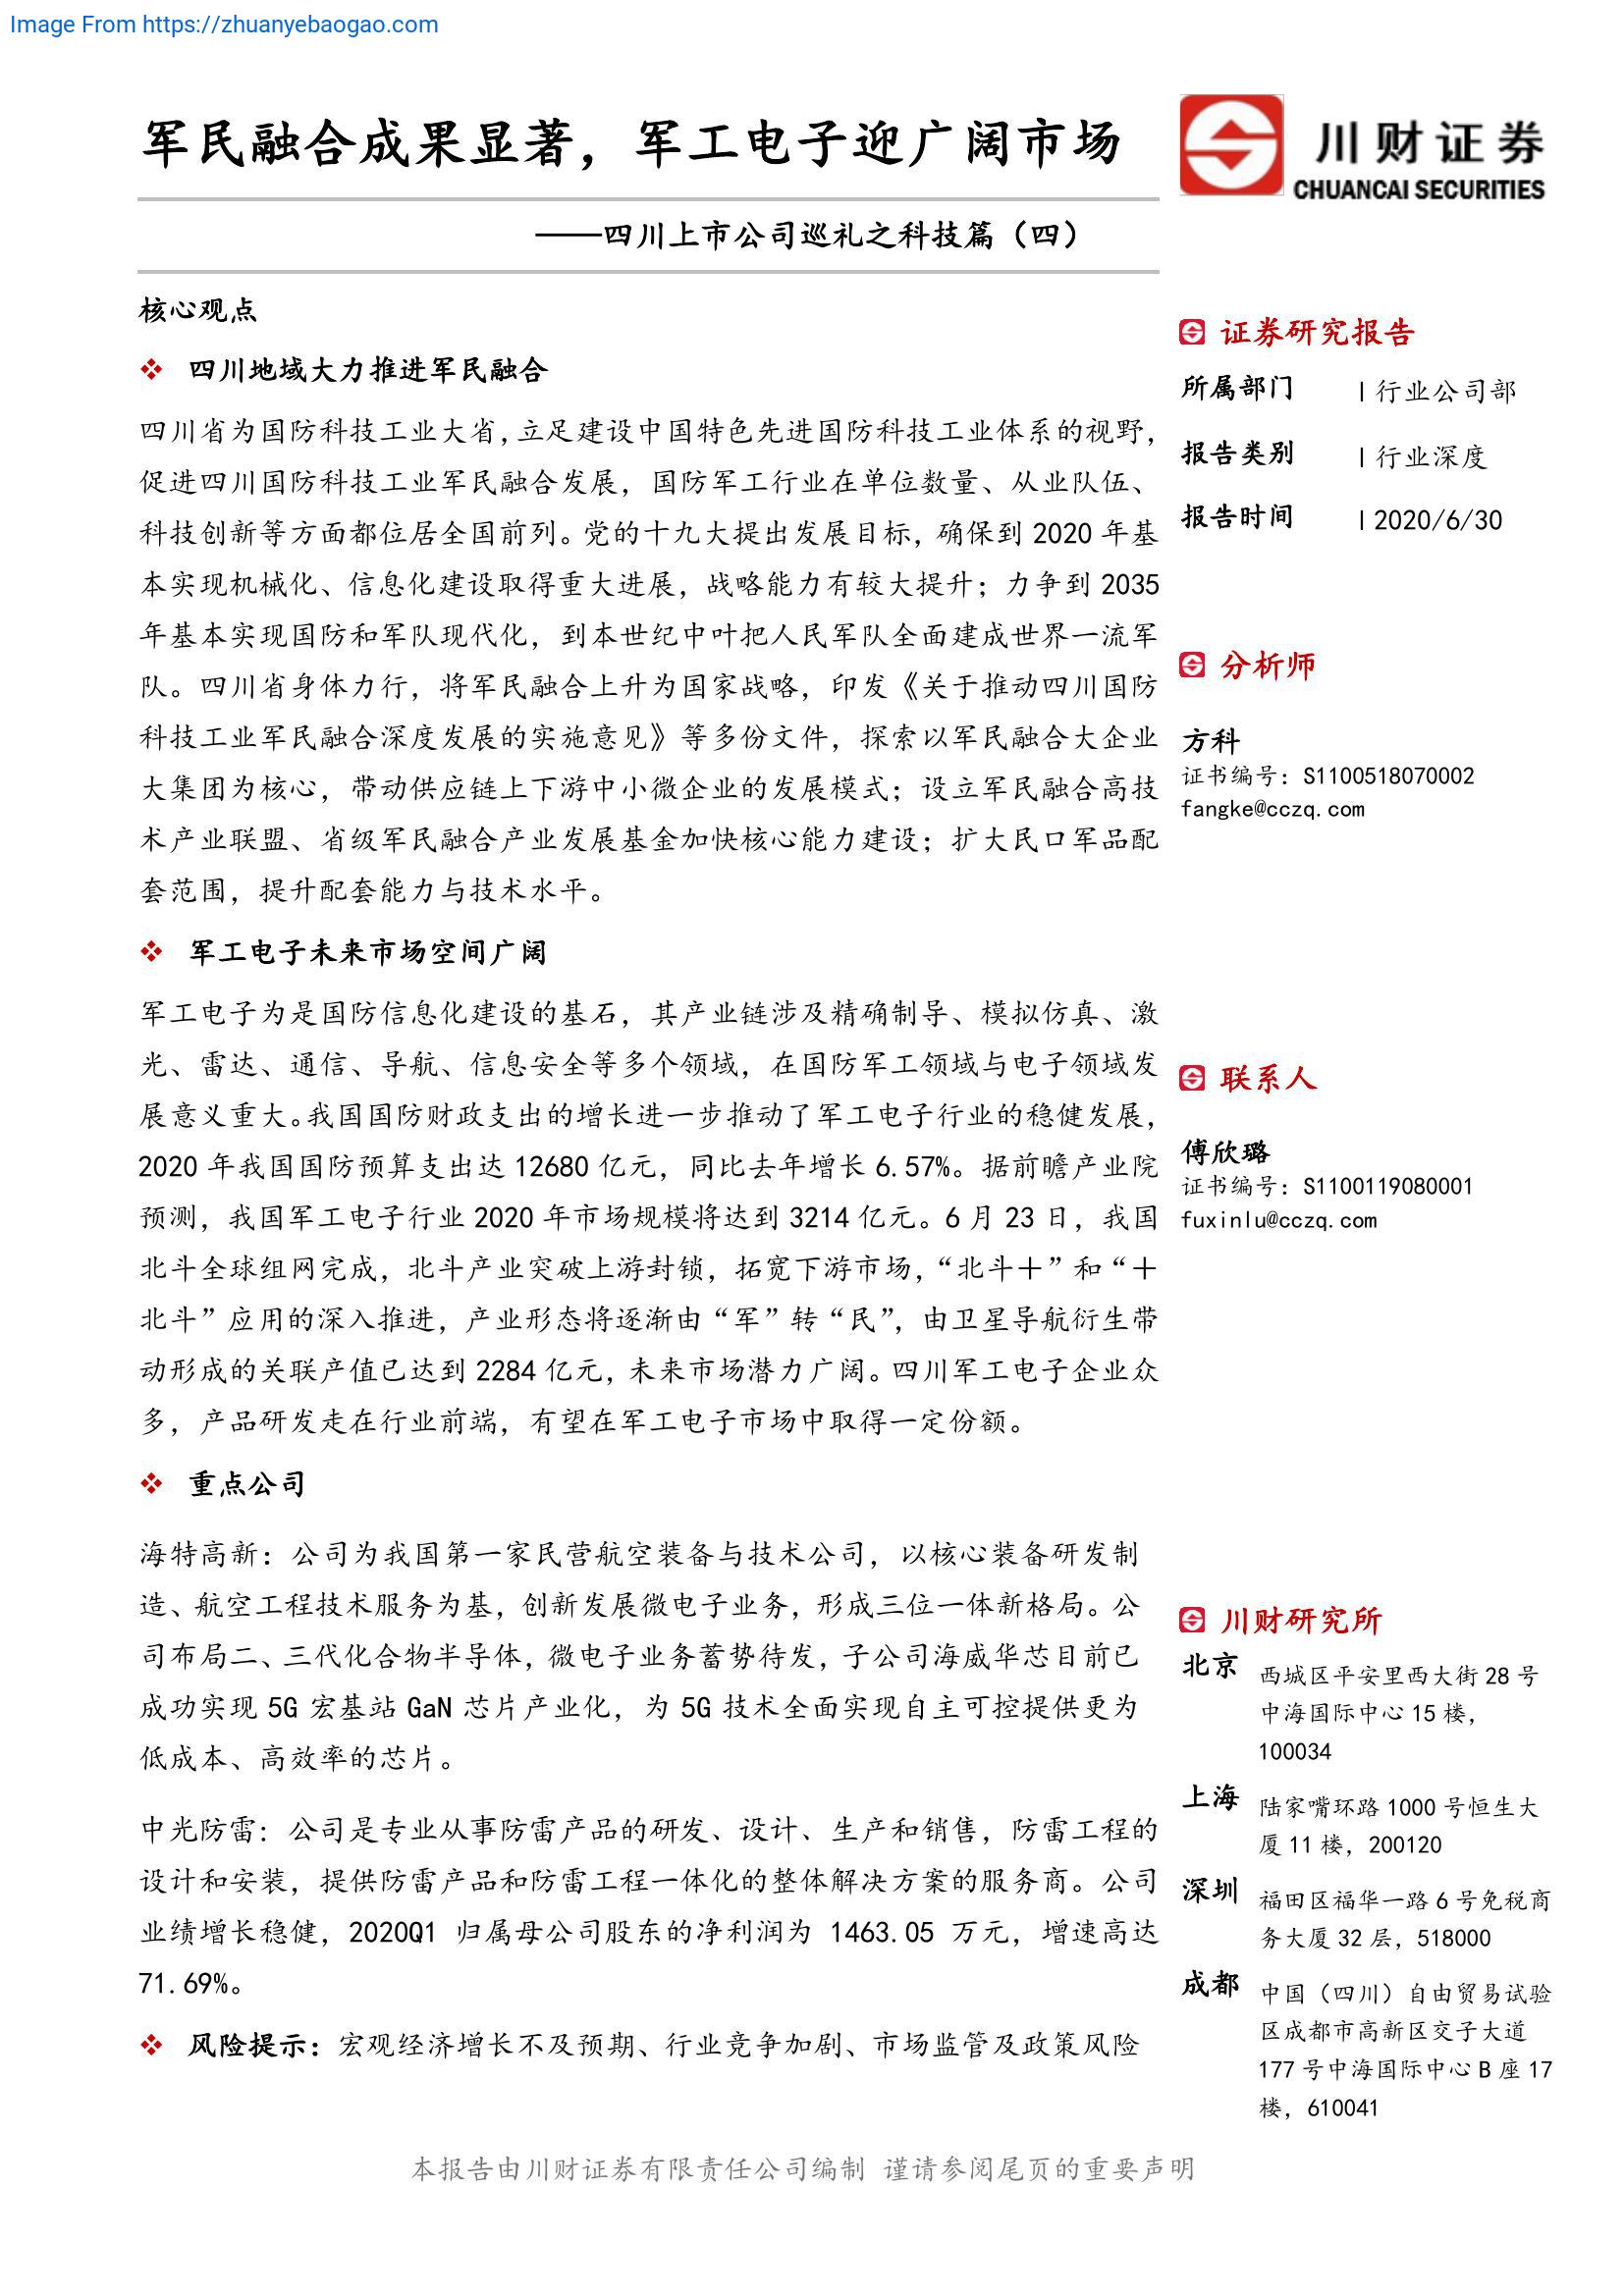 Image From https://zhuanyebaogao.com
军民融合成果显著，军工电子迎广阔市场
川财证券
CHUANCAI SECURITIES
——四川上市公司巡礼之科技篇（四）
核心观点
四川地域大力推进军民融合
四川省为国防科技工业大省，立足建设中国特色先进国防科技工业体系的视野，
促进四川国防科技工业军民融合发展，国防军工行业在单位数量、从业队伍、
科技创新等方面都位居全国前列。党的十九大提出发展目标，确保到 2020 年基
本实现机械化、信息化建设取得重大进展，战略能力有较大提升；力争到 2035
年基本实现国防和军队现代化，到本世纪中叶把人民军队全面建成世界一流军
队。四川省身体力行，将军民融合上升为国家战略，印发《关于推动四川国防
科技工业军民融合深度发展的实施意见》等多份文件，探索以军民融合大企业
大集团为核心，带动供应链上下游中小微企业的发展模式；设立军民融合高技
术产业联盟、省级军民融合产业发展基金加快核心能力建设；扩大民口军品配
套范围，提升配套能力与技术水平。
军工电子未来市场空间广阔
军工电子为是国防信息化建设的基石，其产业链涉及精确制导、模拟仿真、激
光、雷达、通信、导航、信息安全等多个领域，在国防军工领域与电子领域发
展意义重大。我国国防财政支出的增长进一步推动了军工电子行业的稳健发展，
2020 年我国国防预算支出达 12680 亿元，同比去年增长 6.57%。据前瞻产业院
预测，我国军工电子行业 2020 年市场规模将达到 3214 亿元。6 月 23 日，我国
北斗全球组网完成，北斗产业突破上游封锁，拓宽下游市场，“北斗＋”和“＋
北斗”应用的深入推进，产业形态将逐渐由“军”转“民”，由卫星导航衍生带
动形成的关联产值已达到 2284 亿元，未来市场潜力广阔。四川军工电子企业众
多，产品研发走在行业前端，有望在军工电子市场中取得一定份额。
重点公司
海特高新：公司为我国第一家民营航空装备与技术公司，以核心装备研发制
造、航空工程技术服务为基，创新发展微电子业务，形成三位一体新格局。公
司布局二、三代化合物半导体，微电子业务蓄势待发，子公司海威华芯目前已
成功实现 5G 宏基站 GaN 芯片产业化，为 5G 技术全面实现自主可控提供更为
低成本、高效率的芯片。
中光防雷：公司是专业从事防雷产品的研发、设计、生产和销售，防雷工程的
设计和安装，提供防雷产品和防雷工程一体化的整体解决方案的服务商。公司
业绩增长稳健，2020Q1 归属母公司股东的净利润为 1463.05 万元，增速高达
71.69%。
风险提示：宏观经济增长不及预期、行业竞争加剧、市场监管及政策风险
证券研究报告
所属部门 丨行业公司部
报告类别 丨行业深度
报告时间 丨2020/6/30
分析师
方科
证书编号：S1100518070002
fangke@cczq.com
联系人
傅欣璐
证书编号：S1100119080001
fuxinlu@cczq.com
川财研究所
北京 西城区平安里西大街 28 号
中海国际中心 15 楼，
100034
上海 陆家嘴环路 1000 号恒生大
厦 11 楼，200120
深圳 福田区福华一路 6 号免税商
务大厦 32 层，518000
成都 中国（四川）自由贸易试验
区成都市高新区交子大道
177 号中海国际中心 B 座 17
楼，610041
本报告由川财证券有限责任公司编制 谨请参阅尾页的重要声明